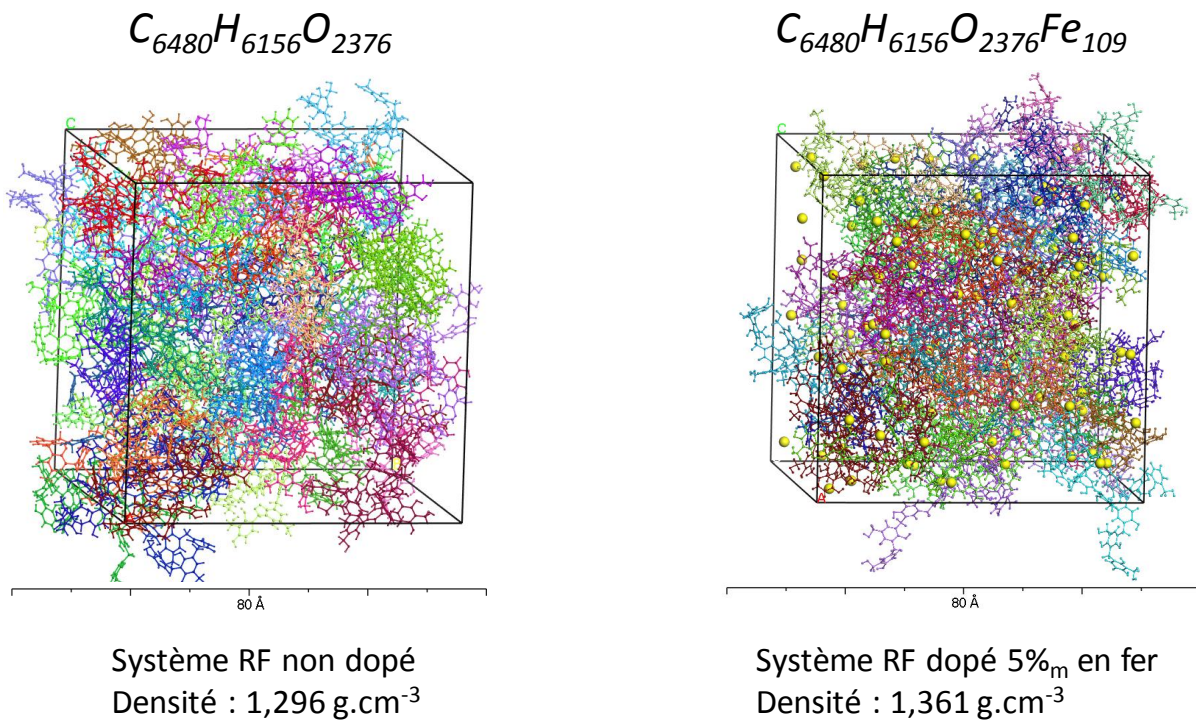 C6480H6156O2376
C6480H6156O2376Fe109
C
C
A
80 Å
80 Å
Système RF non dopé
Densité : 1,296 g.cm-3
Système RF dopé 5%m en fer
Densité : 1,361 g.cm-3